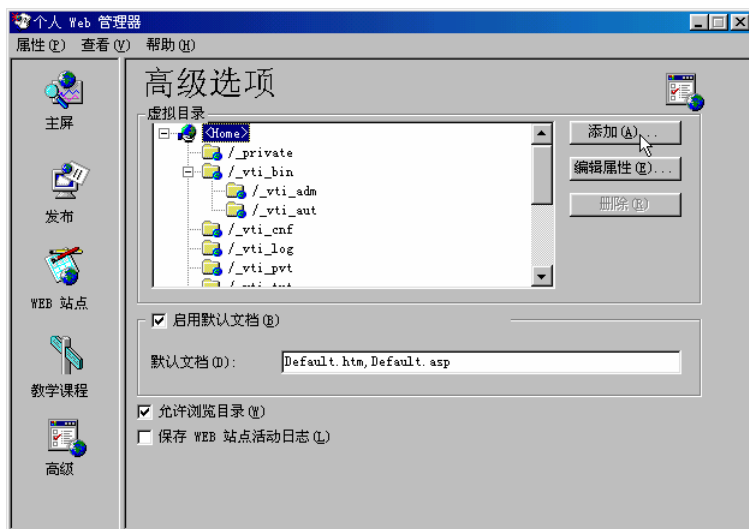 个人 Web 管理器
属性(P) 查看(V) 帮助(H)
主屏
发布
WEB 站点
教学课程
高级
高级选项
虚拟目录
<Home>
/_private
/_vti_bin
/_vti_adm
/_vti_aut
/_vti_cnf
/_vti_log
/_vti_pvt
添加(A)...
编辑属性(E)...
删除(R)
启用默认文档(B)
默认文档(D): Default.htm,Default.asp
允许浏览目录(W)
保存 WEB 站点活动日志(L)